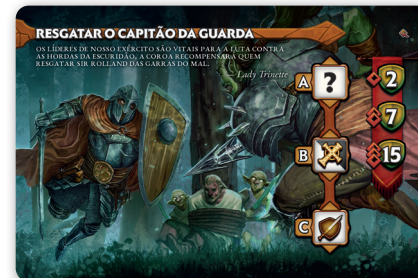 RESGATAR O CAPITÃO DA GUARDA
OS LÍDERES DE NOSSO EXÉRCITO SÃO VITAIS PARA A LUTA CONTRA
AS HORDAS DA ESCURIDÃO, A COROA RECOMPENSARÁ QUEM
RESGATAR SIR ROLLAND DAS GARRAS DO MAL.
Lady Trinette
A ? 2
7
B 15
C